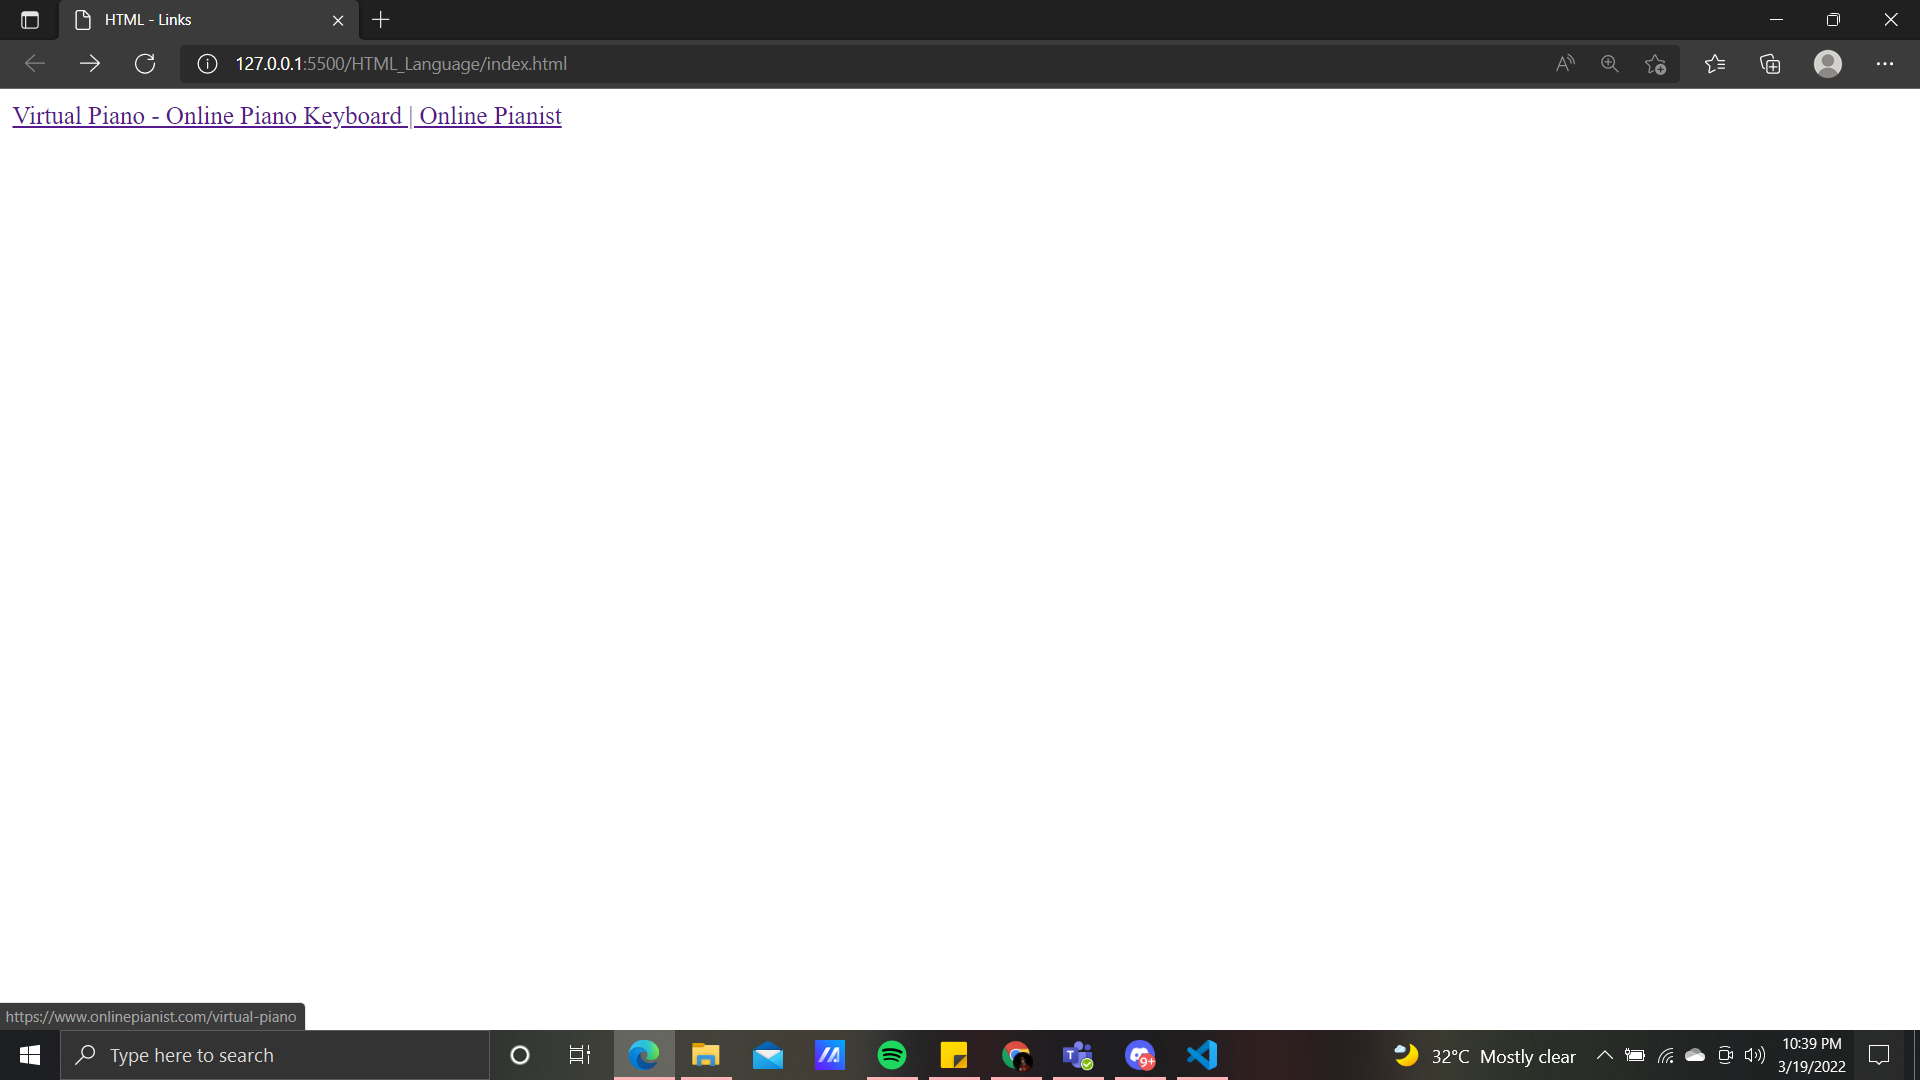 HTML - Links
127.0.0.1:5500/HTML_Language/index.html
Virtual Piano - Online Piano Keyboard | Online Pianist
https://www.onlinepianist.com/virtual-piano
Type here to search
T
9+
32°C Mostly clear
10:39 PM
3/19/2022